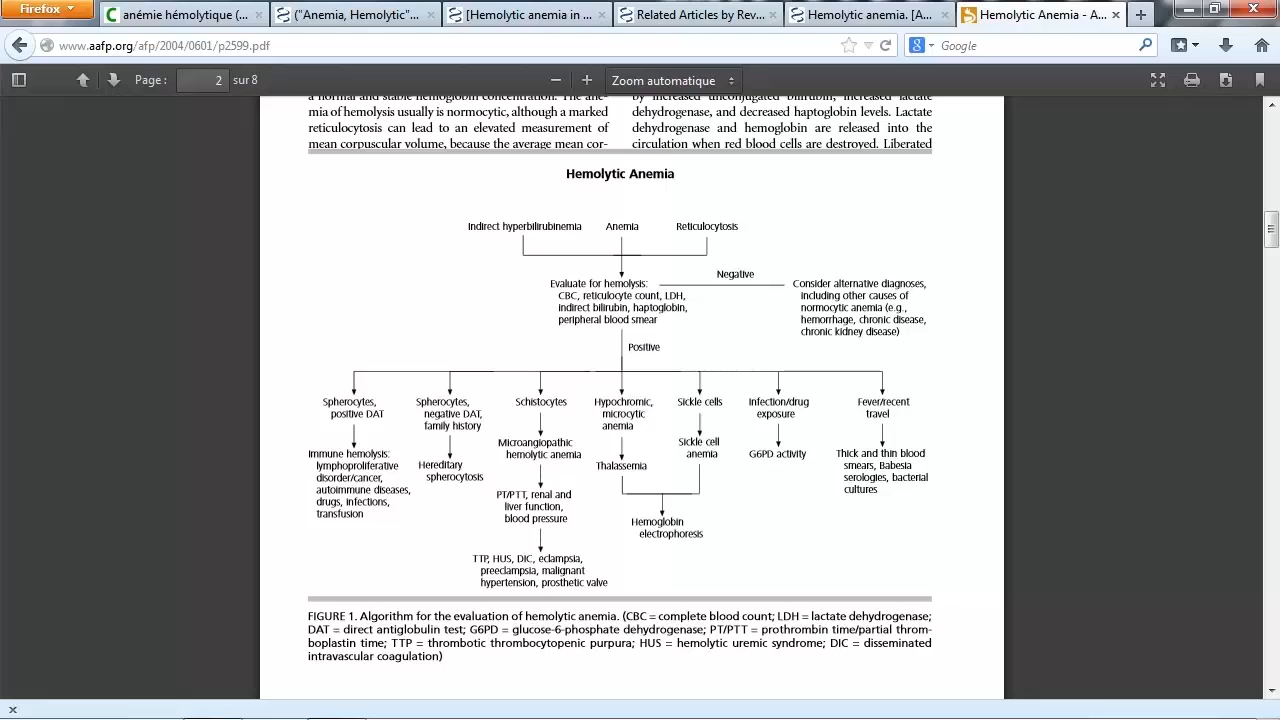 Firefox
anémie hémolytique (...
("Anemia, Hemolytic"...
[Hemolytic anemia in ...
Related Articles by Rev...
Hemolytic anemia. [A...
Hemolytic Anemia - A...
www.aafp.org/afp/2004/0601/p2599.pdf
Google
Page : 2 sur 8
Zoom automatique
a normal and stable hemoglobin concentration. The ane-
mia of hemolysis usually is normocytic, although a marked
reticulocytosis can lead to an elevated measurement of
mean corpuscular volume, because the average mean cor-
by increased unconjugated bilirubin, increased lactate
dehydrogenase, and decreased haptoglobin levels. Lactate
dehydrogenase and hemoglobin are released into the
circulation when red blood cells are destroyed. Liberated
Hemolytic Anemia
Indirect hyperbilirubinemia
Anemia
Reticulocytosis
Evaluate for hemolysis:
CBC, reticulocyte count, LDH,
indirect bilirubin, haptoglobin,
peripheral blood smear
Negative
Consider alternative diagnoses,
including other causes of
normocytic anemia (e.g.,
hemorrhage, chronic disease,
chronic kidney disease)
Positive
Spherocytes,
positive DAT
Immune hemolysis:
lymphoproliferative
disorder/cancer,
autoimmune diseases,
drugs, infections,
transfusion
Spherocytes,
negative DAT,
family history
Hereditary
spherocytosis
Schistocytes
Microangiopathic
hemolytic anemia
PT/PTT, renal and
liver function,
blood pressure
TTP, HUS, DIC, eclampsia,
preeclampsia, malignant
hypertension, prosthetic valve
Hypochromic,
microcytic
anemia
Thalassemia
Sickle cells
Sickle cell
anemia
Hemoglobin
electrophoresis
Infection/drug
exposure
G6PD activity
Fever/recent
travel
Thick and thin blood
smears, Babesia
serologies, bacterial
cultures
FIGURE 1. Algorithm for the evaluation of hemolytic anemia. (CBC = complete blood count; LDH = lactate dehydrogenase;
DAT = direct antiglobulin test; G6PD = glucose-6-phosphate dehydrogenase; PT/PTT = prothrombin time/partial throm-
boplastin time; TTP = thrombotic thrombocytopenic purpura; HUS = hemolytic uremic syndrome; DIC = disseminated
intravascular coagulation)